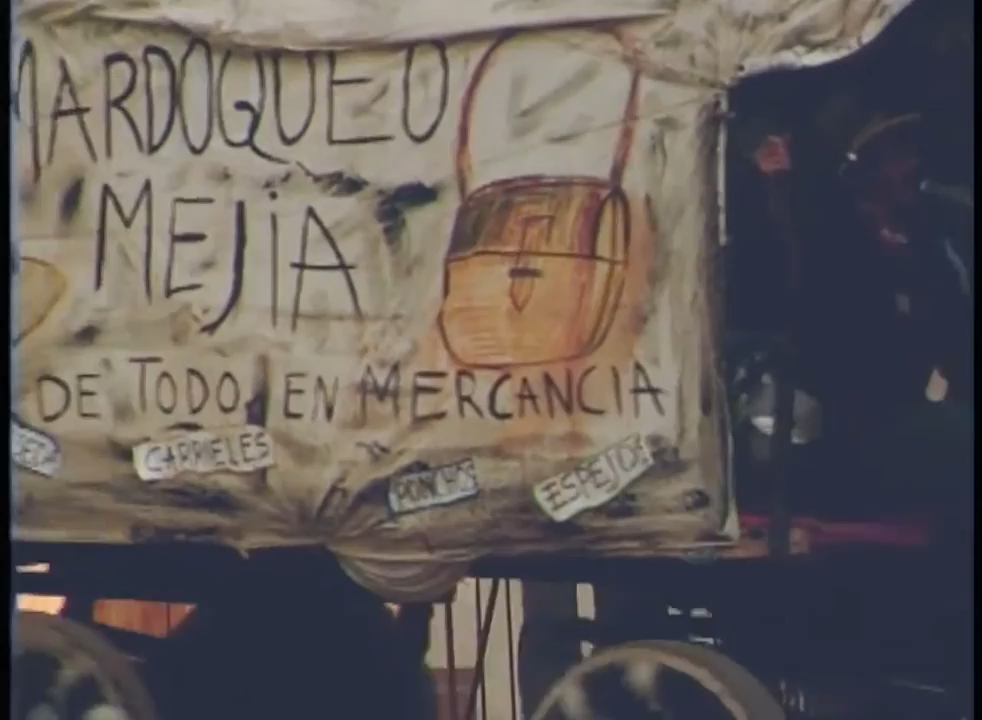 MARDOQUEO
MEJIA
DE TODO EN MERCANCIA
CARRIELES
PONCHOS
ESPEJOS